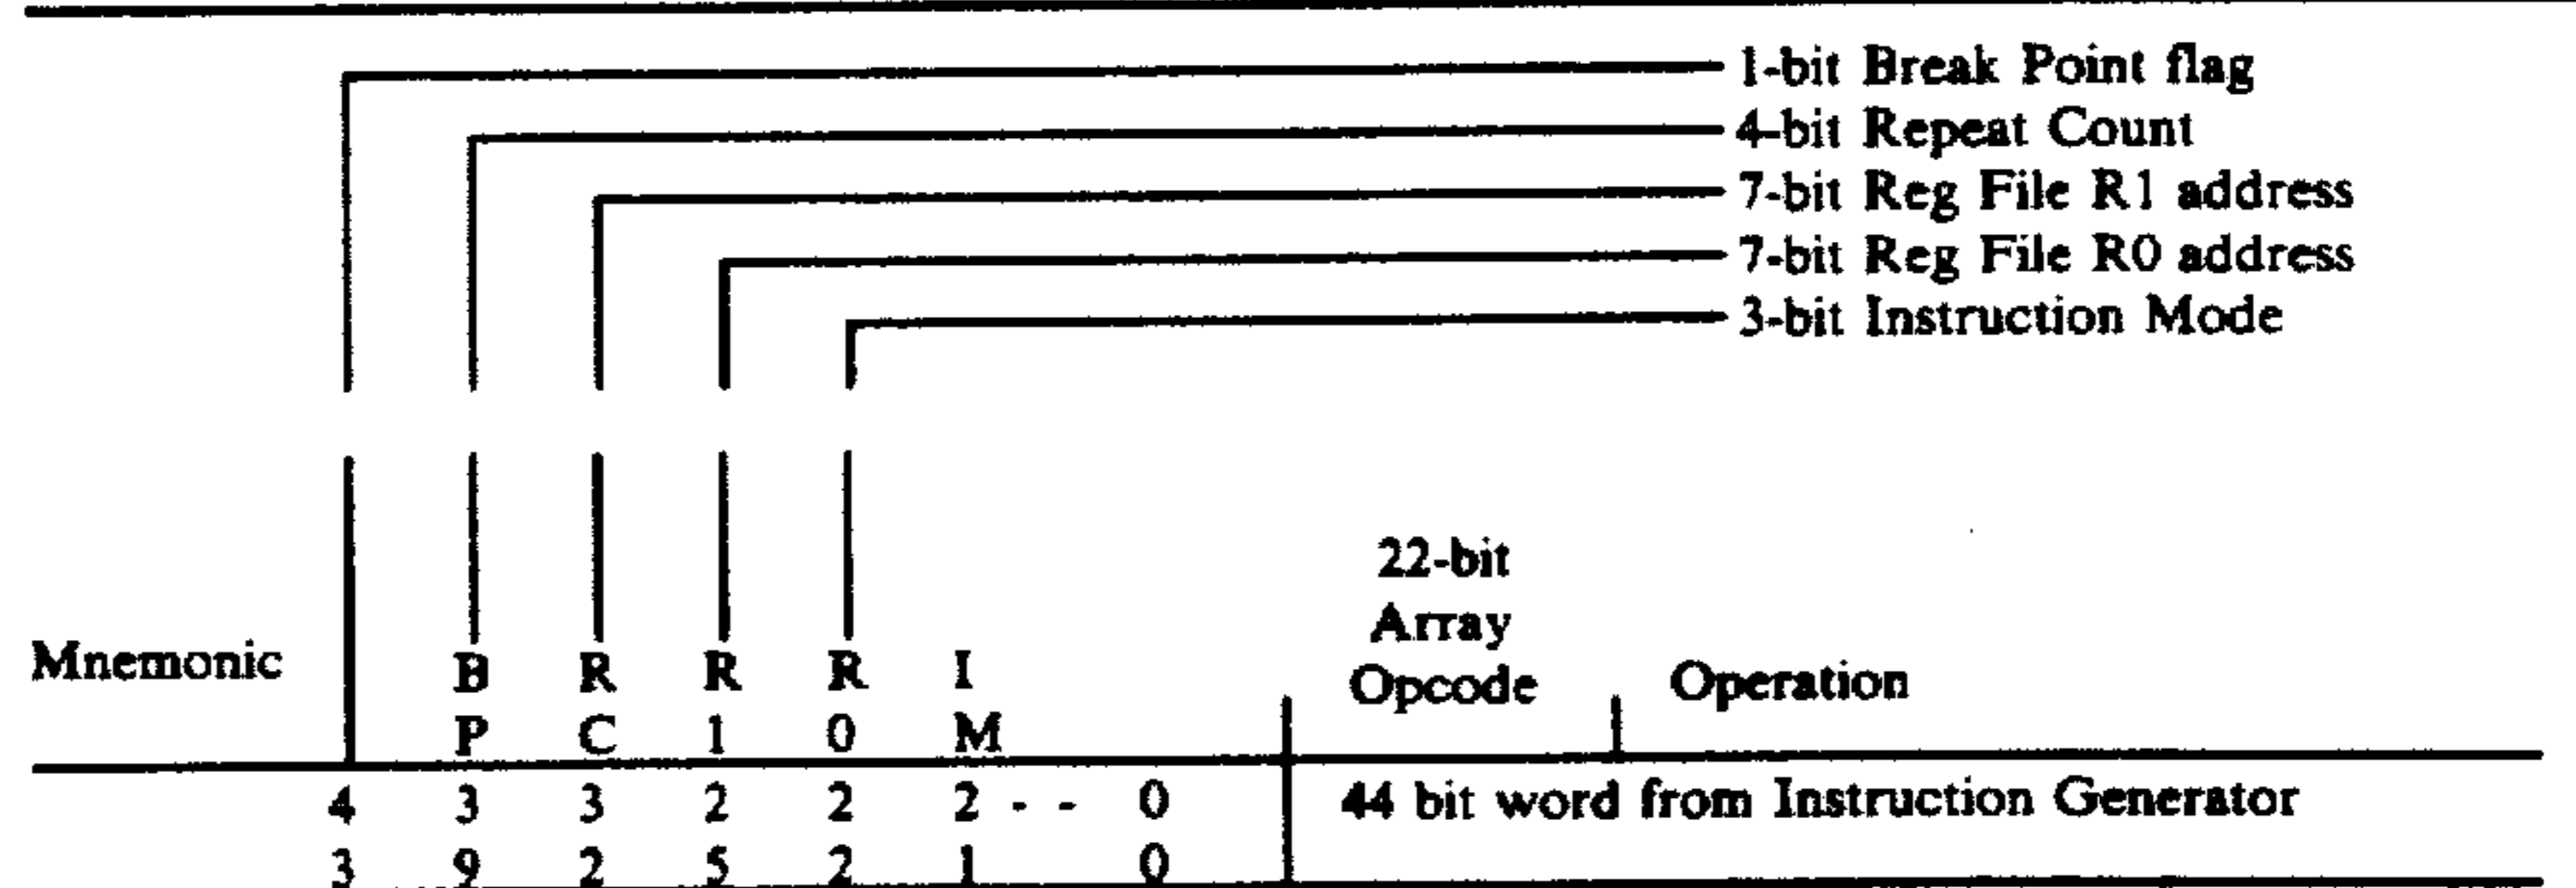 1-bit Break Point flag
4-bit Repeat Count
7-bit Reg File R1 address
7-bit Reg File R0 address
3-bit Instruction Mode
22-bit
Array
Mnemonic B R R R I Opcode Operation
P C 1 0 M
4 3 3 2 2 2 - - 0 44 bit word from Instruction Generator
3 9 2 5 2 1 0